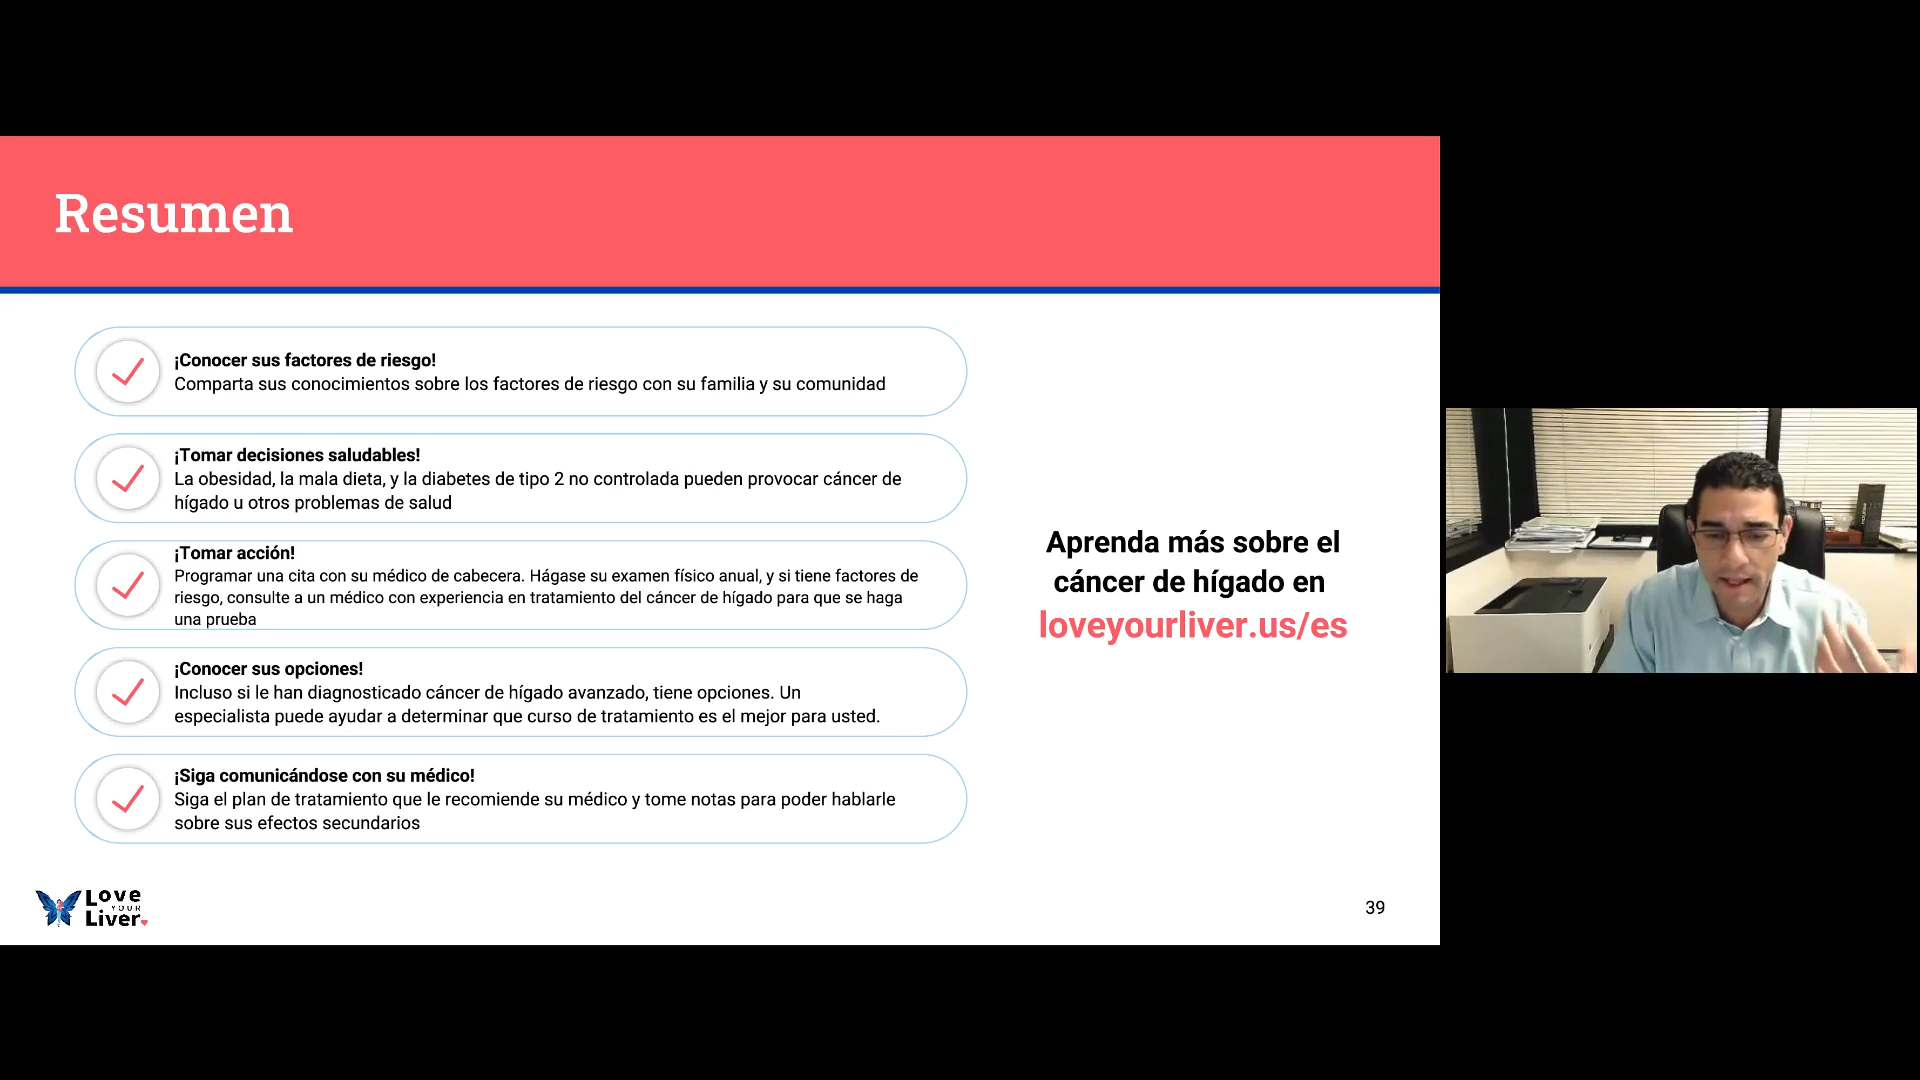 Resumen
¡Conocer sus factores de riesgo!
Comparta sus conocimientos sobre los factores de riesgo con su familia y su comunidad
¡Tomar decisiones saludables!
La obesidad, la mala dieta, y la diabetes de tipo 2 no controlada pueden provocar cáncer de
hígado u otros problemas de salud
¡Tomar acción!
Programar una cita con su médico de cabecera. Hágase su examen físico anual, y si tiene factores de
riesgo, consulte a un médico con experiencia en tratamiento del cáncer de hígado para que se haga
una prueba
¡Conocer sus opciones!
Incluso si le han diagnosticado cáncer de hígado avanzado, tiene opciones. Un
especialista puede ayudar a determinar que curso de tratamiento es el mejor para usted.
¡Siga comunicándose con su médico!
Siga el plan de tratamiento que le recomiende su médico y tome notas para poder hablarle
sobre sus efectos secundarios
Aprenda más sobre el
cáncer de hígado en
loveyourliver.us/es
Love
YOUR
Liver
39